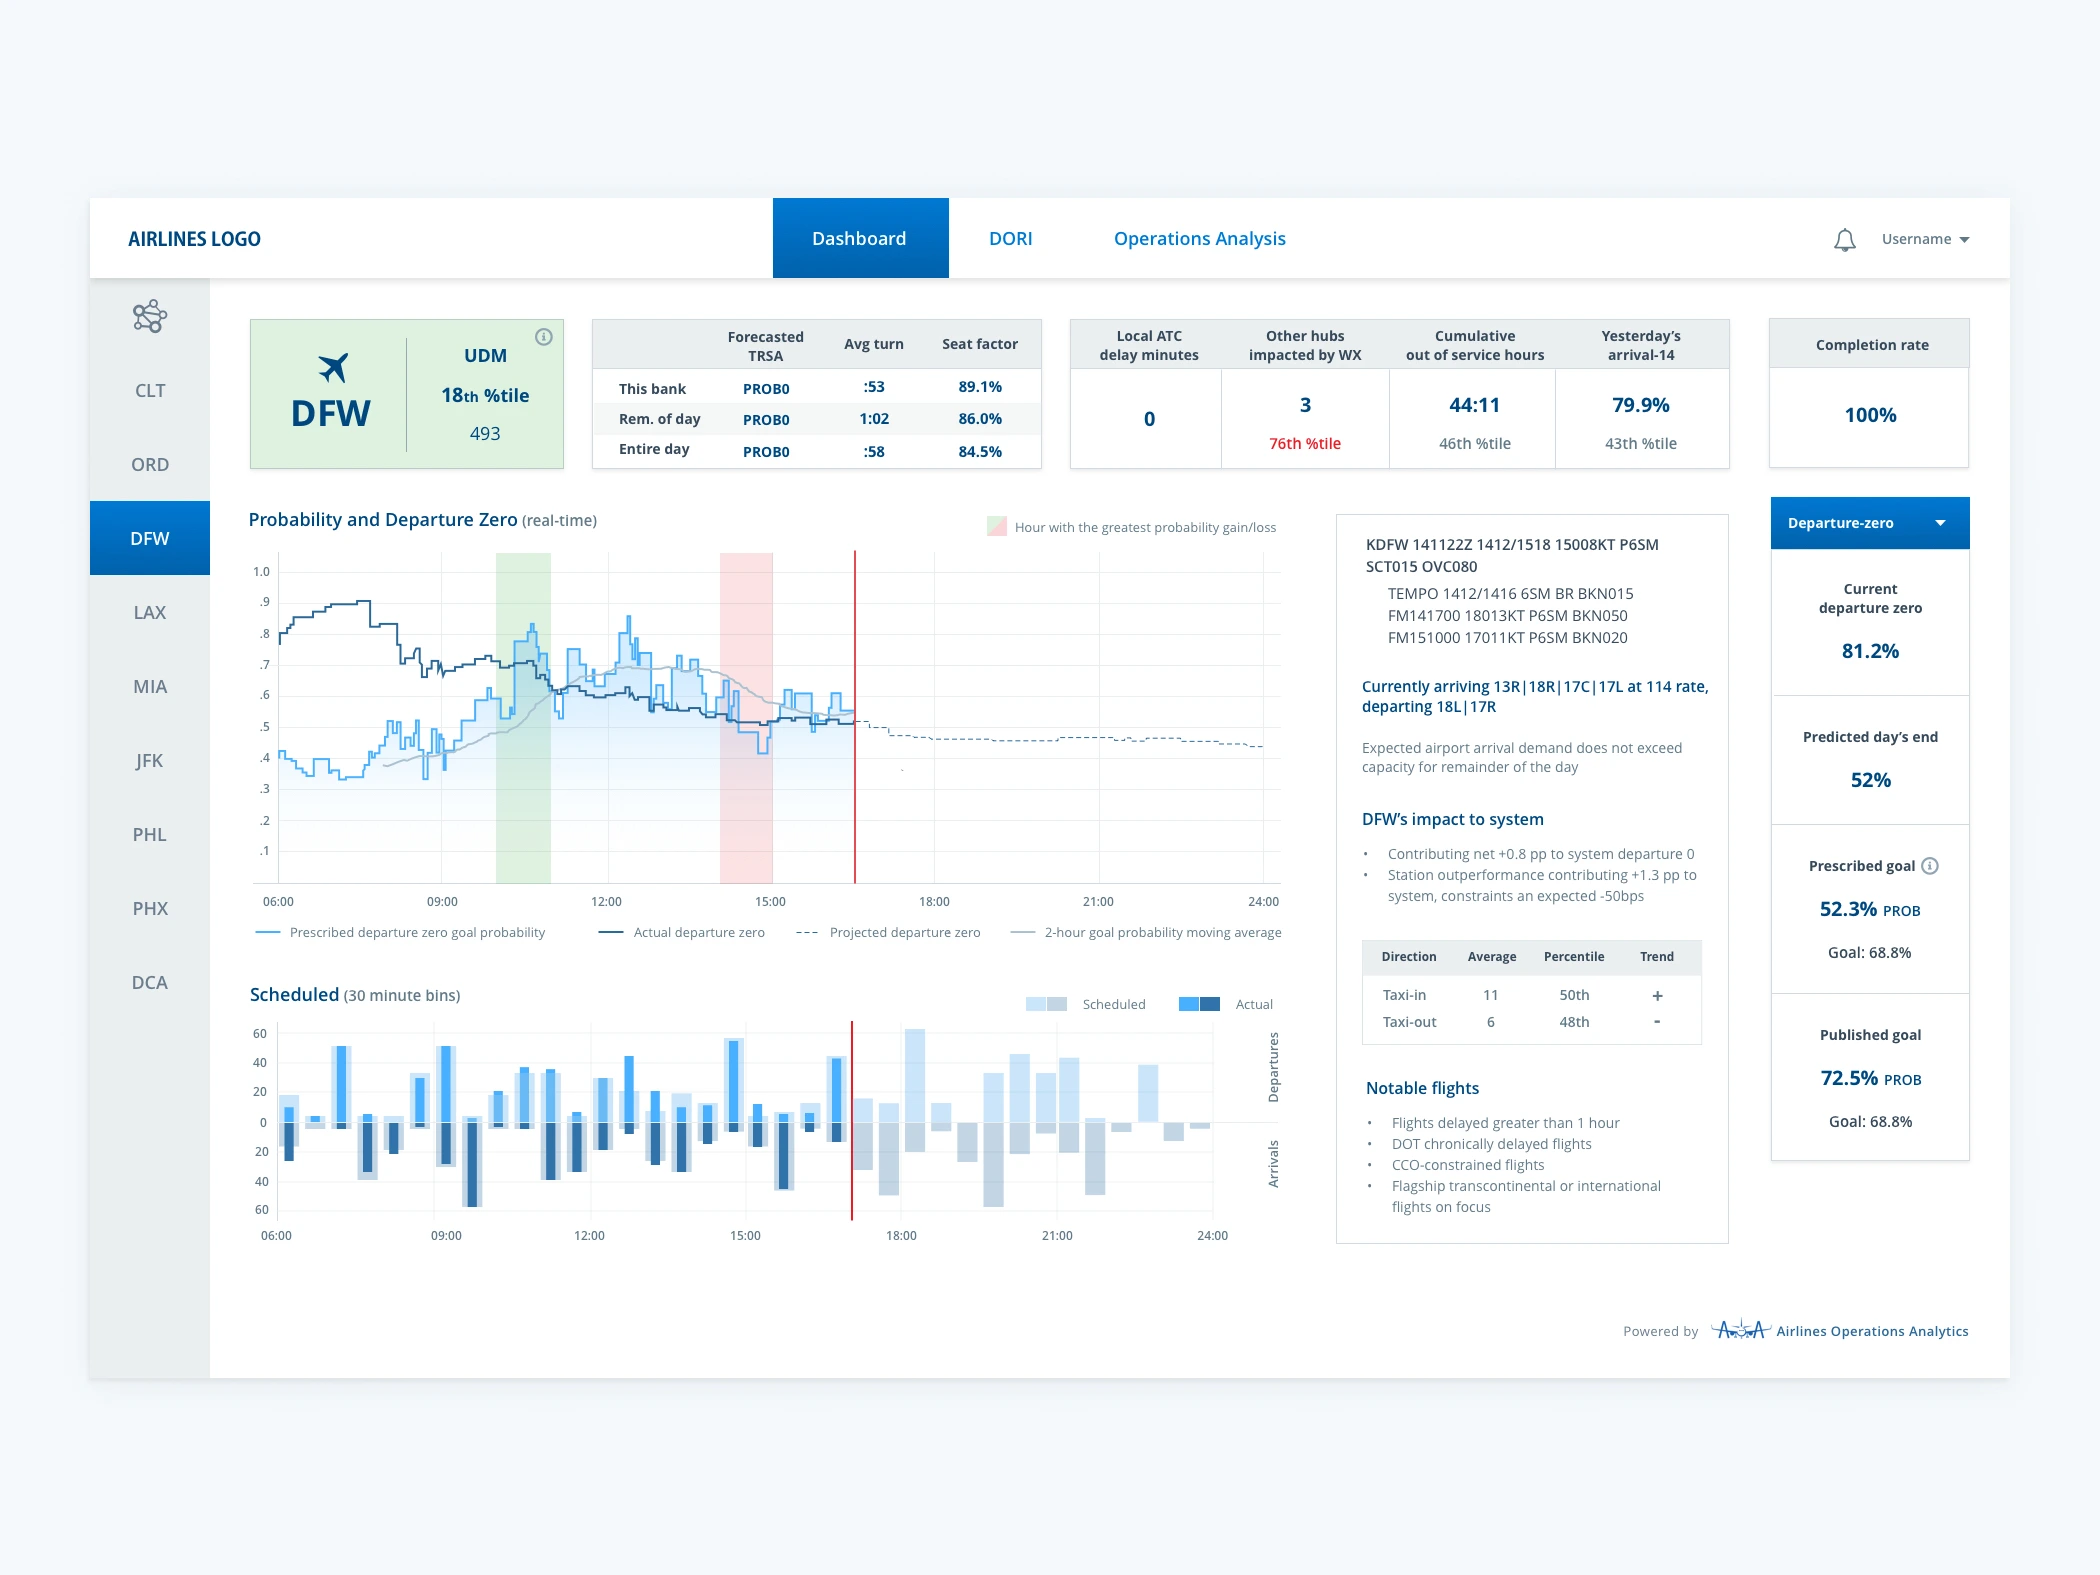 AIRLINES LOGO
Dashboard
DORI
Operations Analysis
Username
CLT
ORD
DFW
LAX
MIA
JFK
PHL
PHX
DCA
DFW
UDM
18th %tile
493
Forecasted TRSA
Avg turn
Seat factor
This bank PROB0 :53 89.1%
Rem. of day PROB0 1:02 86.0%
Entire day PROB0 :58 84.5%
Local ATC
delay minutes
0
Other hubs
impacted by WX
3
76th %tile
Cumulative
out of service hours
44:11
46th %tile
Yesterday's
arrival-14
79.9%
43th %tile
Completion rate
100%
Probability and Departure Zero (real-time)
Hour with the greatest probability gain/loss
1.0
.9
.8
.7
.6
.5
.4
.3
.2
.1
06:00 09:00 12:00 15:00 18:00 21:00 24:00
Prescribed departure zero goal probability
Actual departure zero
Projected departure zero
2-hour goal probability moving average
Scheduled (30 minute bins)
Scheduled
Actual
60
40
20
0
20
40
60
Departures
Arrivals
06:00 09:00 12:00 15:00 18:00 21:00 24:00
KDFW 141122Z 1412/1518 15008KT P6SM
SCT015 OVC080
TEMPO 1412/1416 6SM BR BKN015
FM141700 18013KT P6SM BKN050
FM151000 17011KT P6SM BKN020
Currently arriving 13R|18R|17C|17L at 114 rate,
departing 18L|17R
Expected airport arrival demand does not exceed
capacity for remainder of the day
DFW's impact to system
• Contributing net +0.8 pp to system departure 0
• Station outperformance contributing +1.3 pp to
system, constraints an expected -50bps
Direction Average Percentile Trend
Taxi-in 11 50th +
Taxi-out 6 48th -
Notable flights
• Flights delayed greater than 1 hour
• DOT chronically delayed flights
• CCO-constrained flights
• Flagship transcontinental or international
flights on focus
Departure-zero
Current
departure zero
81.2%
Predicted day's end
52%
Prescribed goal
52.3% PROB
Goal: 68.8%
Published goal
72.5% PROB
Goal: 68.8%
Powered by AOA Airlines Operations Analytics